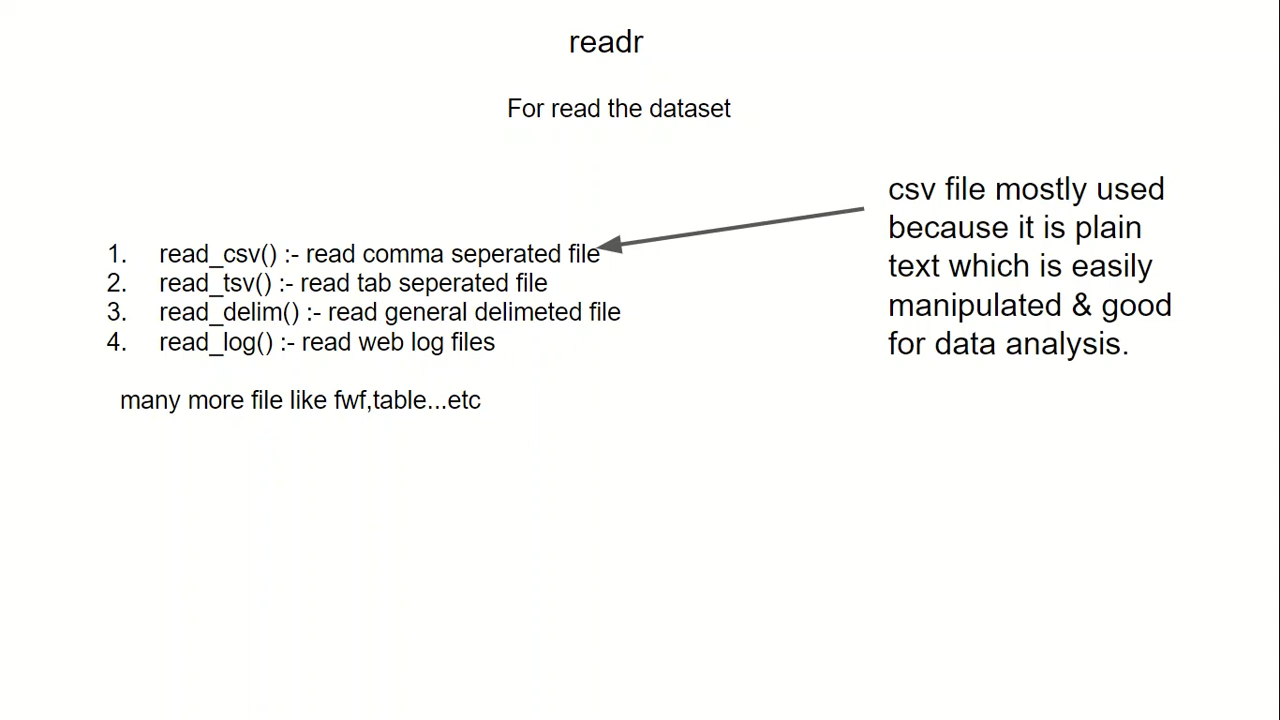 readr
For read the dataset
1. read_csv() :- read comma seperated file
2. read_tsv() :- read tab seperated file
3. read_delim() :- read general delimeted file
4. read_log() :- read web log files
many more file like fwf,table...etc
csv file mostly used
because it is plain
text which is easily
manipulated & good
for data analysis.